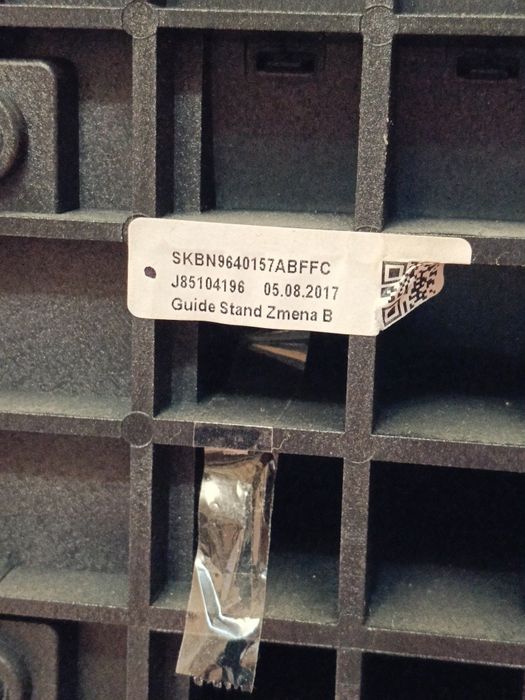 SKBN9640157ABFFC
J85104196 05.08.2017
Guide Stand Zmena B